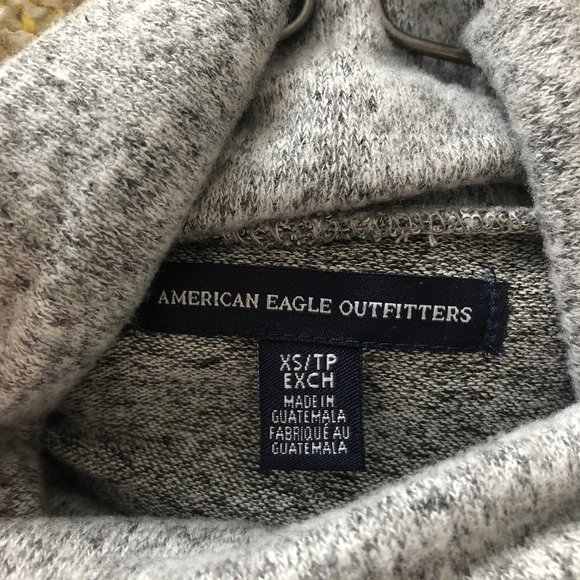 AMERICAN EAGLE OUTFITTERS
XS/TP
EXCH
MADE IN
GUATEMALA
FABRIQUÉ AU
GUATEMALA